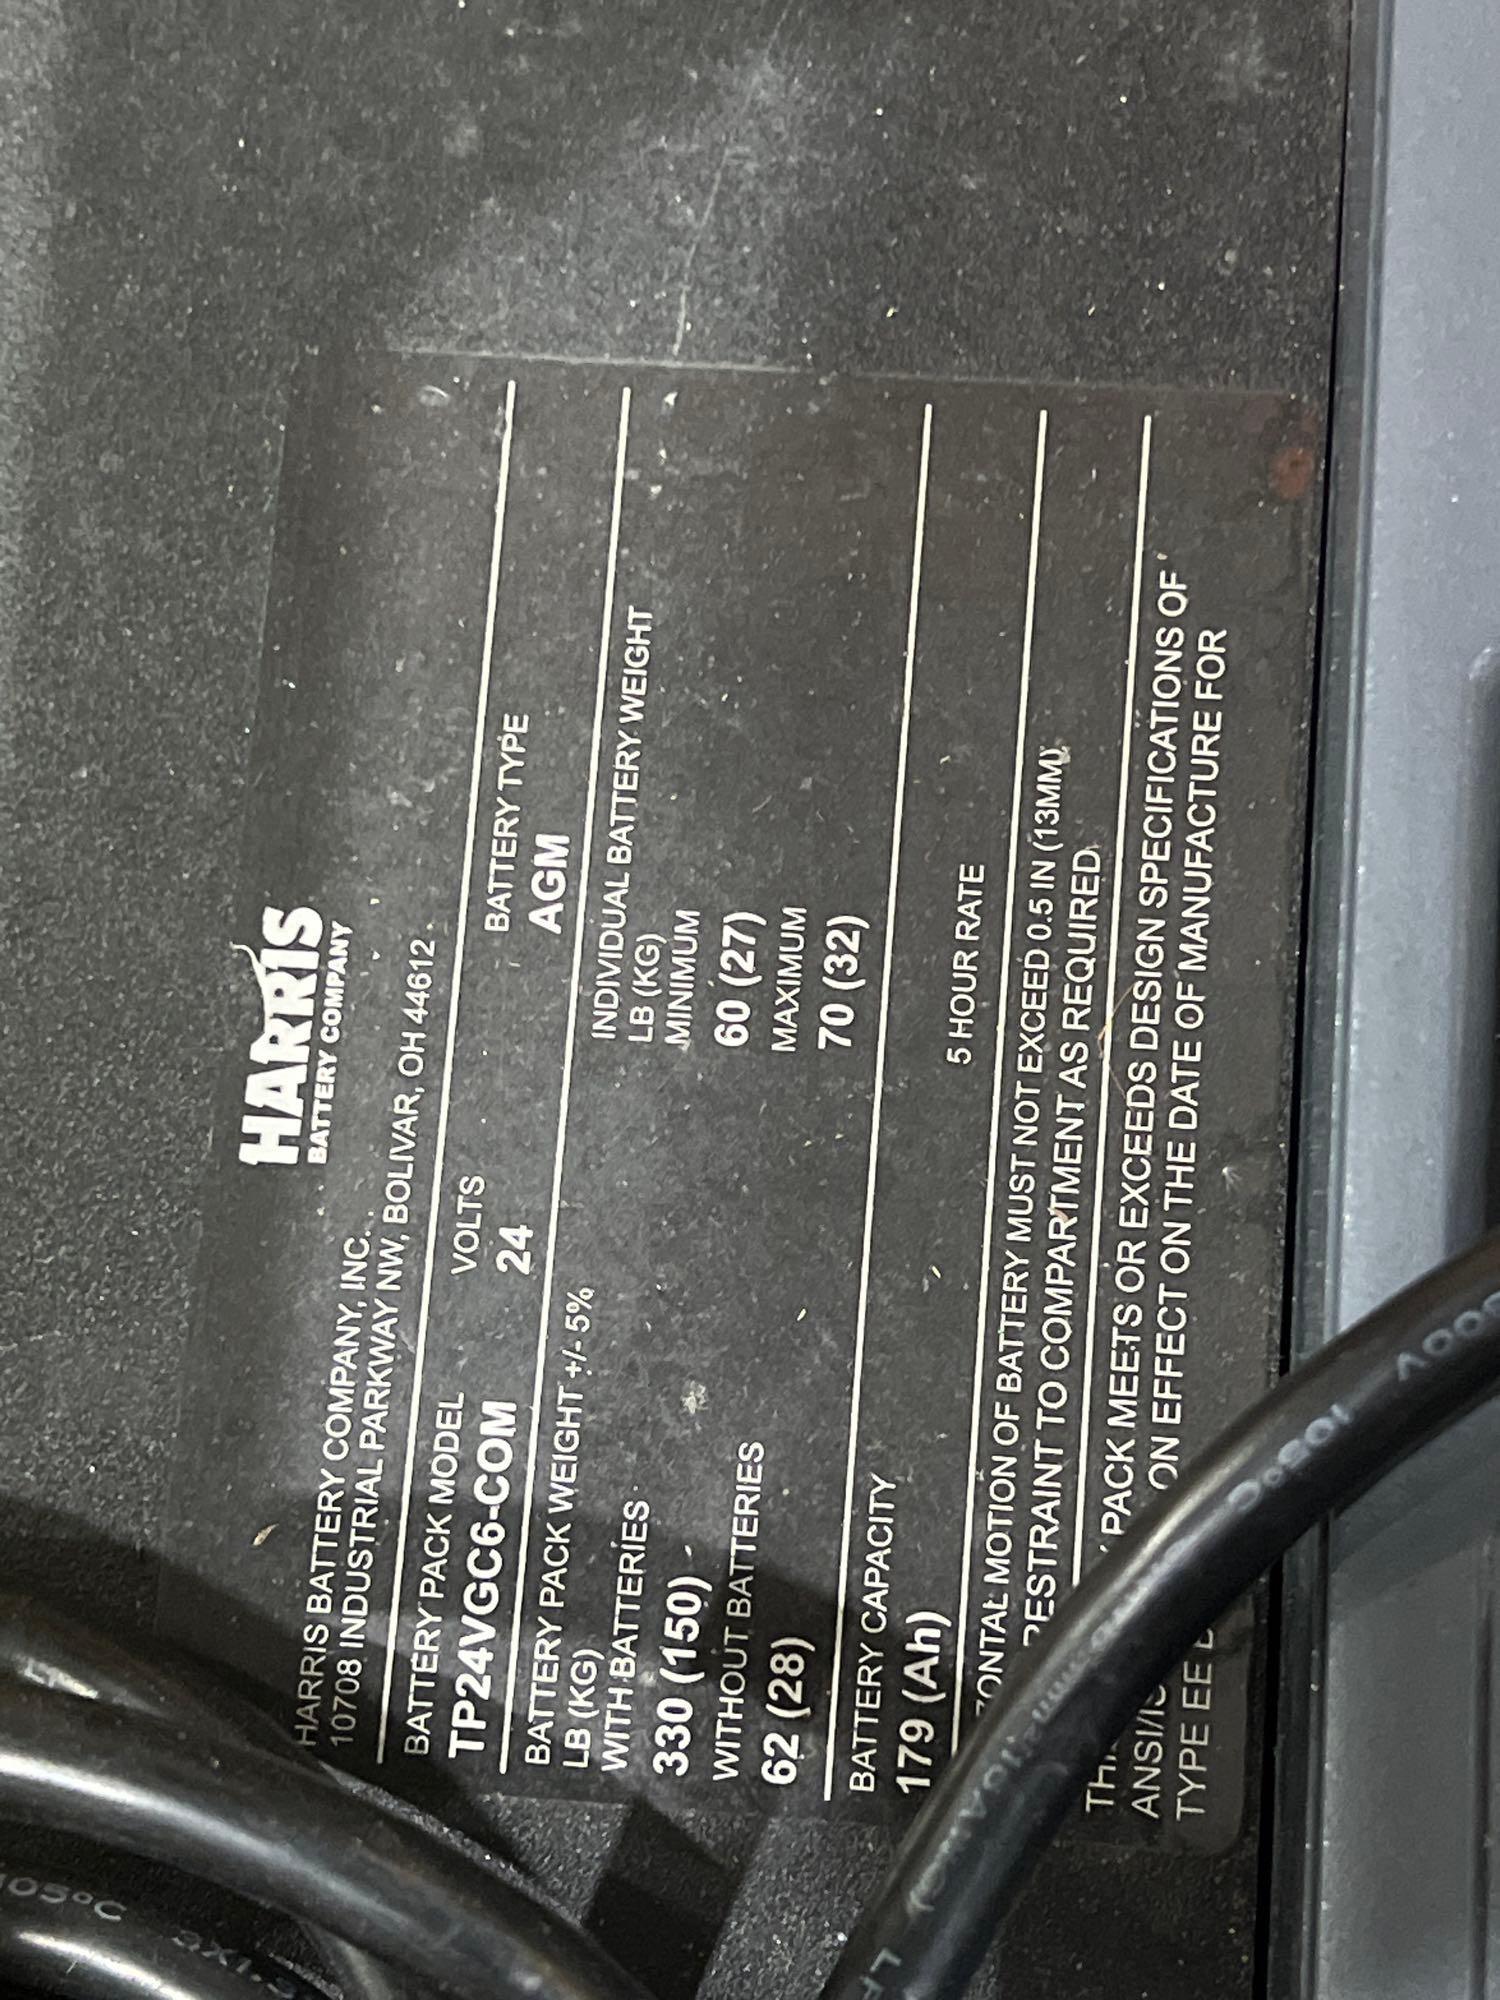 HARRIS
BATTERY COMPANY
HARRIS BATTERY COMPANY, INC.
10708 INDUSTRIAL PARKWAY NW, BOLIVAR, OH 44612
BATTERY PACK MODEL
TP24VGC6-COM
VOLTS
24
BATTERY TYPE
AGM
BATTERY PACK WEIGHT +/- 5%
LB (KG)
WITH BATTERIES
330 (150)
WITHOUT BATTERIES
62 (28)
INDIVIDUAL BATTERY WEIGHT
LB (KG)
MINIMUM
60 (27)
MAXIMUM
70 (32)
BATTERY CAPACITY
179 (Ah)
5 HOUR RATE
ZONTAL MOTION OF BATTERY MUST NOT EXCEED 0.5 IN (13MM)
RESTRAINT TO COMPARTMENT AS REQUIRED
PACK MEETS OR EXCEEDS DESIGN SPECIFICATIONS OF
ANSI/ ON EFFECT ON THE DATE OF MANUFACTURE FOR
TYPE EE
105°C
105°C